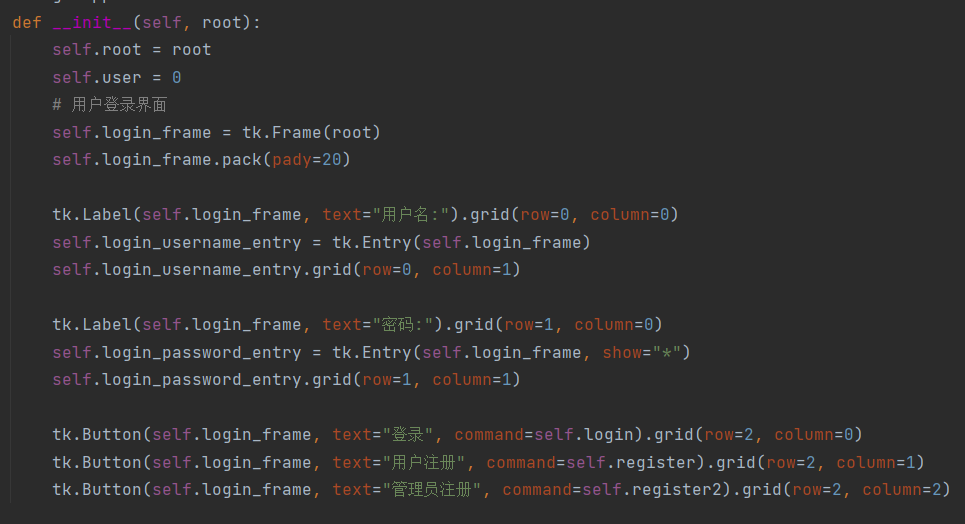 def __init__(self, root):
    self.root = root
    self.user = 0
    # 用户登录界面
    self.login_frame = tk.Frame(root)
    self.login_frame.pack(pady=20)

    tk.Label(self.login_frame, text="用户名:").grid(row=0, column=0)
    self.login_username_entry = tk.Entry(self.login_frame)
    self.login_username_entry.grid(row=0, column=1)

    tk.Label(self.login_frame, text="密码:").grid(row=1, column=0)
    self.login_password_entry = tk.Entry(self.login_frame, show="*")
    self.login_password_entry.grid(row=1, column=1)

    tk.Button(self.login_frame, text="登录", command=self.login).grid(row=2, column=0)
    tk.Button(self.login_frame, text="用户注册", command=self.register).grid(row=2, column=1)
    tk.Button(self.login_frame, text="管理员注册", command=self.register2).grid(row=2, column=2)